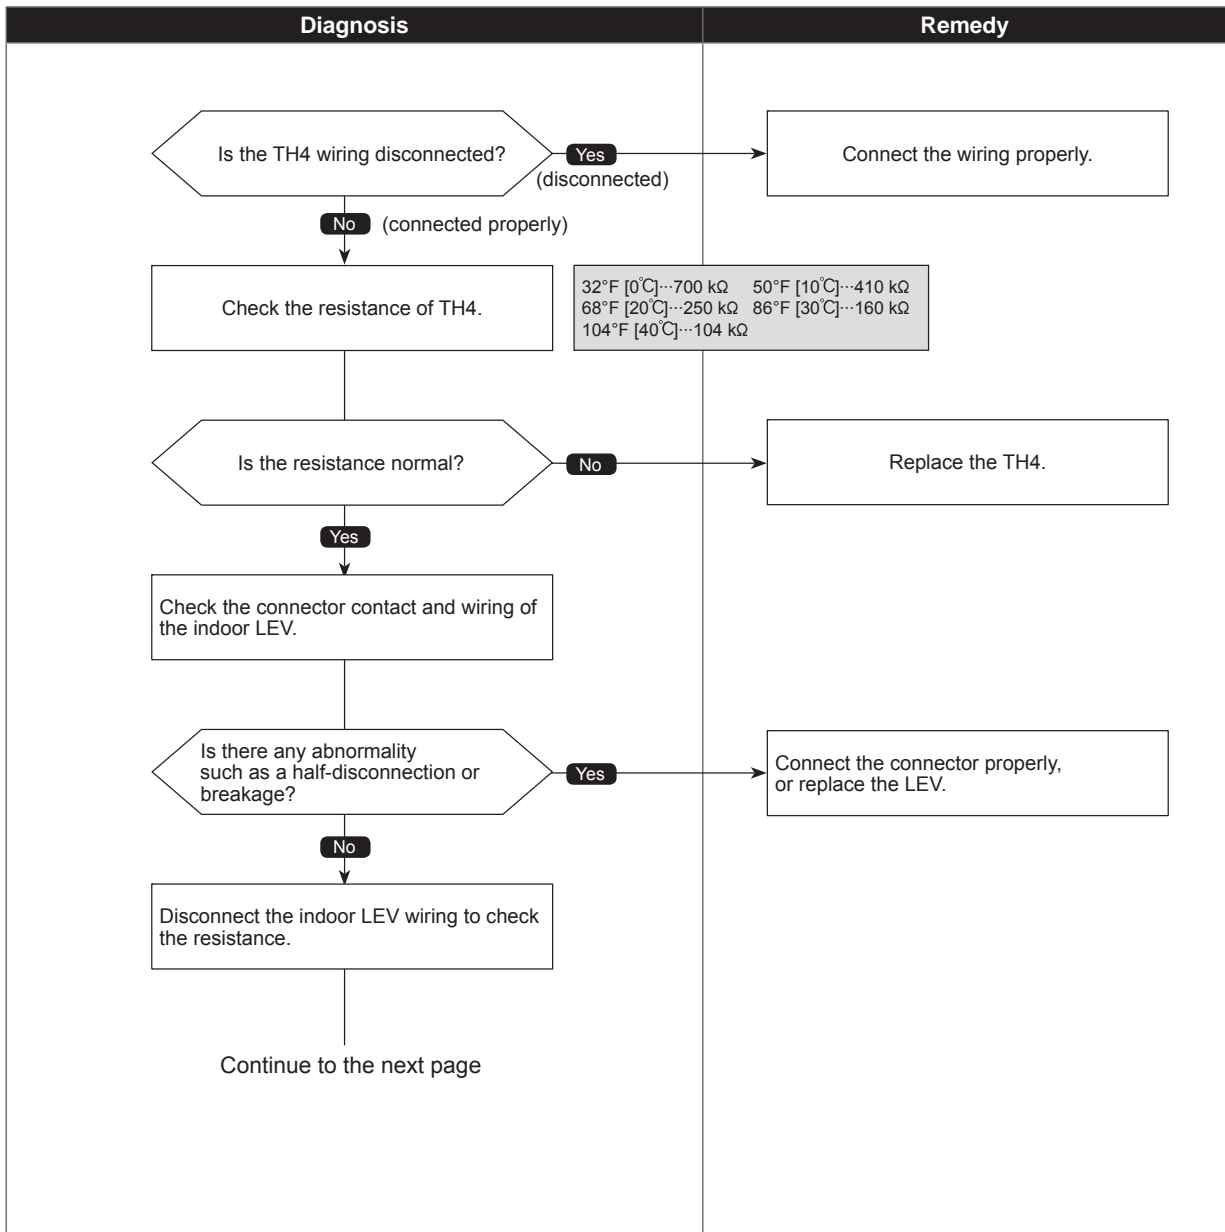 Diagnosis
Remedy
Is the TH4 wiring disconnected?
Yes
(disconnected)
Connect the wiring properly.
No (connected properly)
Check the resistance of TH4.
32°F [0℃]···700 kΩ 50°F [10℃]···410 kΩ
68°F [20℃]···250 kΩ 86°F [30℃]···160 kΩ
104°F [40℃]···104 kΩ
Is the resistance normal?
No
Replace the TH4.
Yes
Check the connector contact and wiring of
the indoor LEV.
Is there any abnormality
such as a half-disconnection or
breakage?
Yes
Connect the connector properly,
or replace the LEV.
No
Disconnect the indoor LEV wiring to check
the resistance.
Continue to the next page